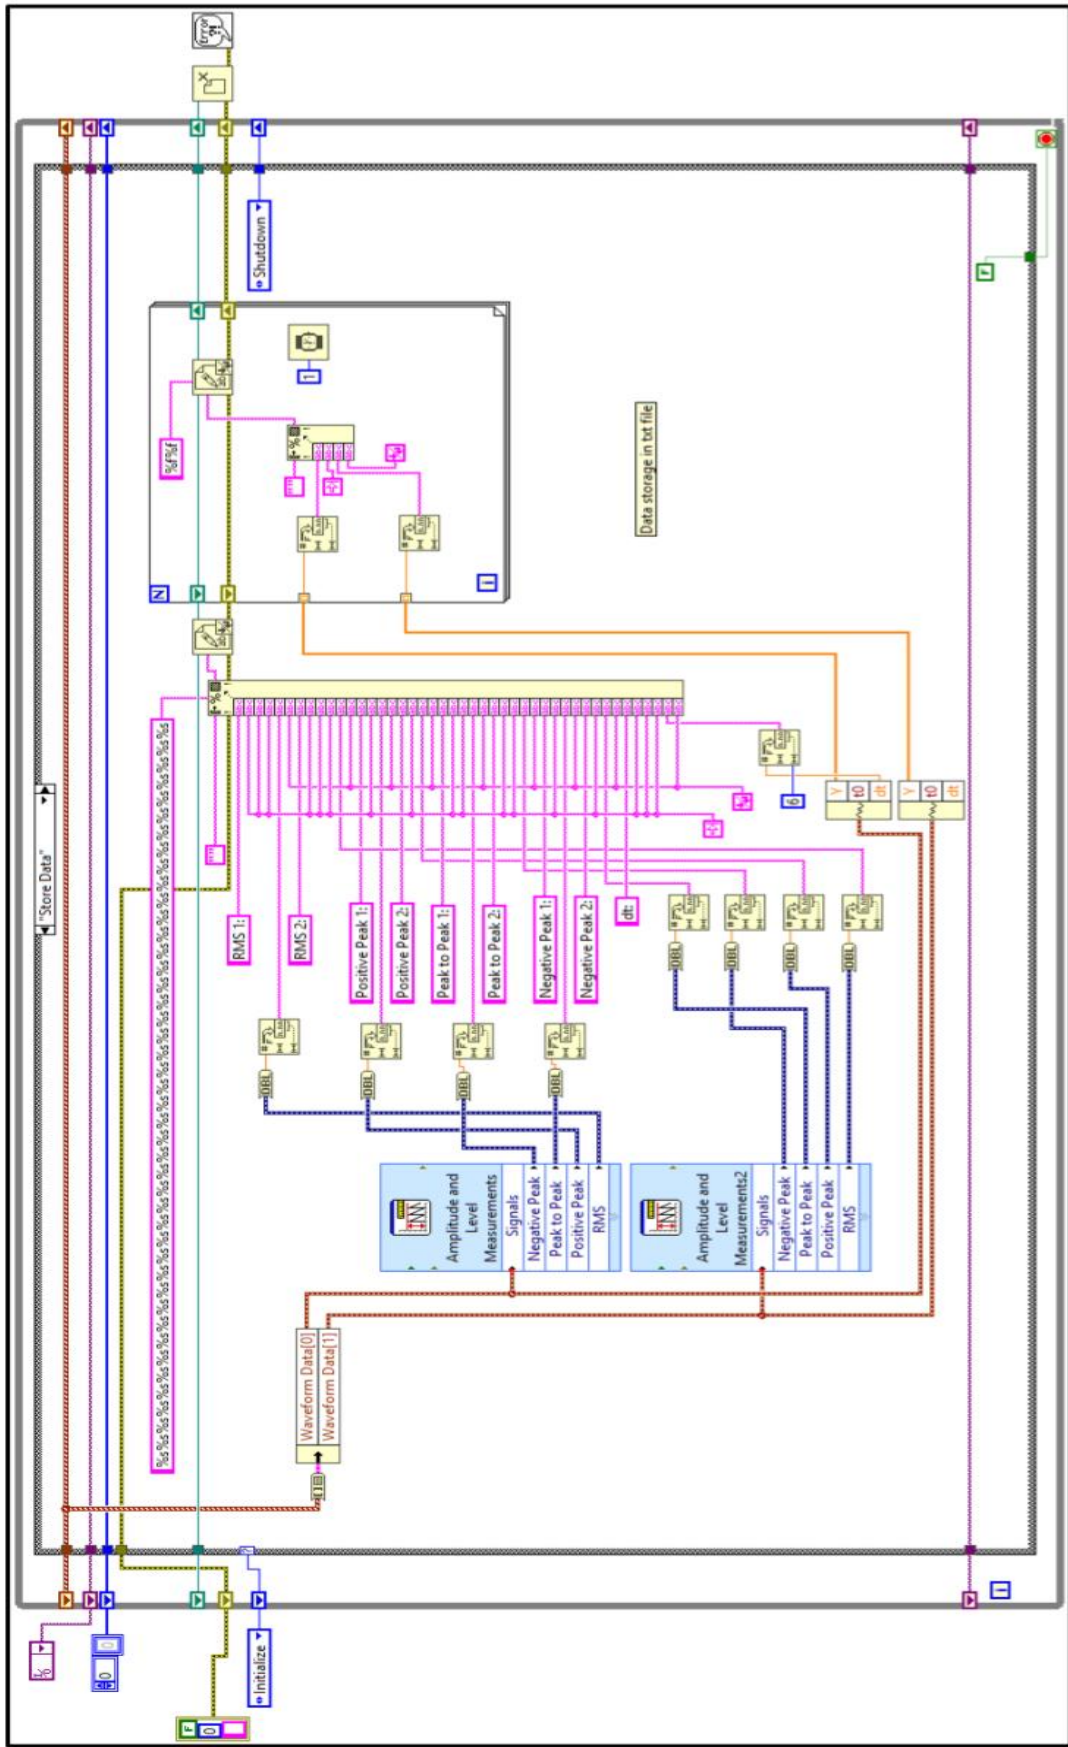 "Store Data"
Error
%s%s%s%s%s%s%s%s%s%s%s%s%s%s%s%s%s%s%s%s%s%s%s%s%s%s%s%s%s%s%s%s%s%s%s%s%s%s%s%s%s%s%s%s
%f%f
N
1
i
Shutdown
Initialize
F
0
0
0
Waveform Data[0]
Waveform Data[1]
Amplitude and
Level
Measurements
Signals
Negative Peak
Peak to Peak
Positive Peak
RMS
Amplitude and
Level
Measurements2
Signals
Negative Peak
Peak to Peak
Positive Peak
RMS
DBL
DBL
DBL
DBL
DBL
DBL
DBL
DBL
RMS 1:
RMS 2:
Positive Peak 1:
Positive Peak 2:
Peak to Peak 1:
Peak to Peak 2:
Negative Peak 1:
Negative Peak 2:
dt:
6
Y
t0
dt
Y
t0
dt
Data storage in txt file
F
i